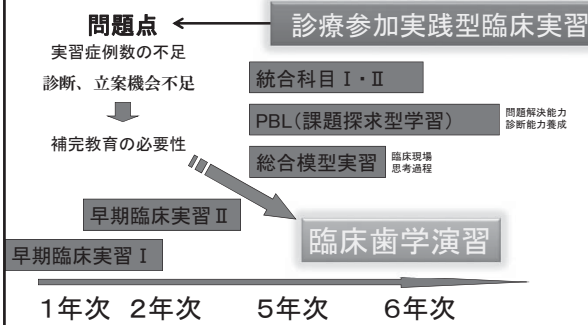 問題点
診療参加実践型臨床実習
実習症例数の不足
診断、立案機会不足
補完教育の必要性
統合科目Ⅰ・Ⅱ
PBL(課題探求型学習)
問題解決能力
診断能力養成
総合模型実習
臨床現場
思考過程
早期臨床実習Ⅱ
臨床歯学演習
早期臨床実習Ⅰ
1年次 2年次 5年次 6年次